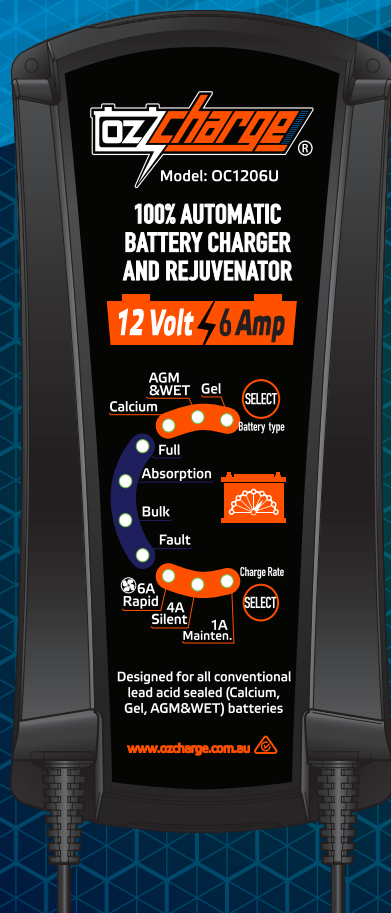 OZ charge ®
Model: OC1206U
100% AUTOMATIC
BATTERY CHARGER
AND REJUVENATOR
12 Volt 6 Amp
AGM
&WET
Gel
Calcium
SELECT
Battery type
Full
Absorption
Bulk
Fault
Charge Rate
6A
Rapid
4A
Silent
1A
Mainten.
SELECT
Designed for all conventional
lead acid sealed (Calcium,
Gel, AGM&WET) batteries
www.ozcharge.com.au